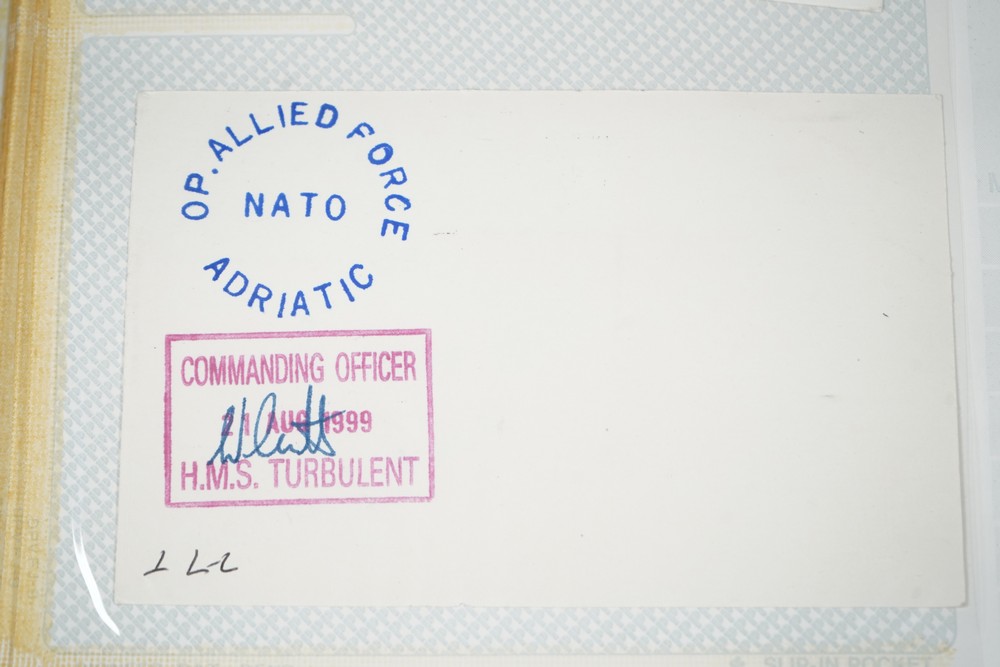 OP. ALLIED FORCE
NATO
ADRIATIC
COMMANDING OFFICER
21 AUG 1999
H.M.S. TURBULENT